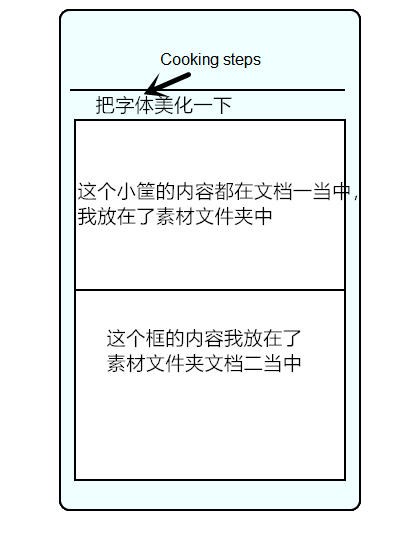 Cooking steps
把字体美化一下
这个小筐的内容都在文档一当中，
我放在了素材文件夹中
这个框的内容我放在了
素材文件夹文档二当中